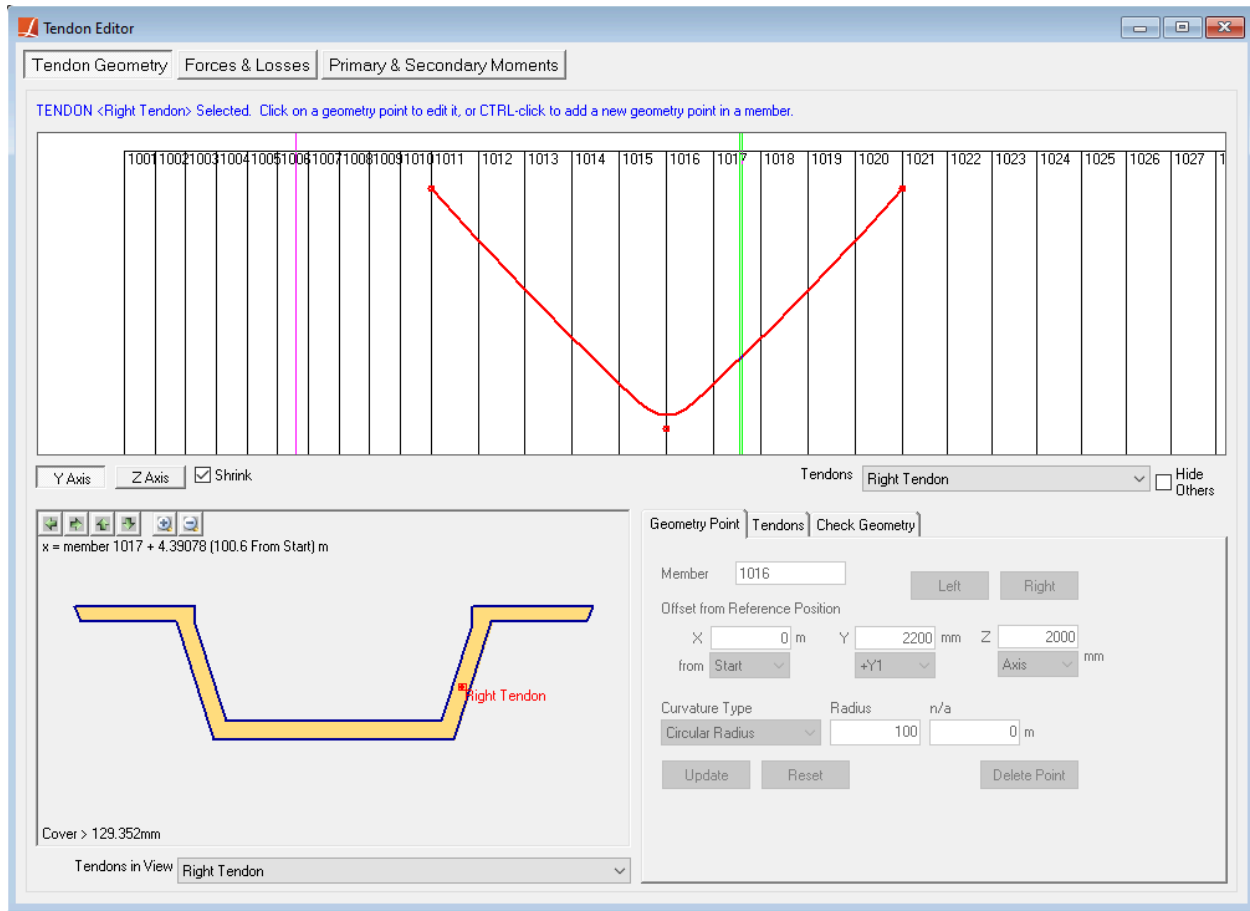 Tendon Editor
Tendon Geometry Forces & Losses Primary & Secondary Moments
TENDON <Right Tendon> Selected. Click on a geometry point to edit it, or CTRL-click to add a new geometry point in a member.
1001 1002 1003 1004 1005 1006 1007 1008 1009 1010 1011 1012 1013 1014 1015 1016 1017 1018 1019 1020 1021 1022 1023 1024 1025 1026 1027 1
Y Axis Z Axis Shrink Tendons Right Tendon Hide Others
x = member 1017 + 4.39078 (100.6 From Start) m
Right Tendon
Cover > 129.352mm
Tendons in View Right Tendon
Geometry Point Tendons Check Geometry
Member 1016 Left Right
Offset from Reference Position
X 0 m Y 2200 mm Z 2000 mm
from Start +Y1 Axis
Curvature Type Radius n/a
Circular Radius 100 0 m
Update Reset Delete Point